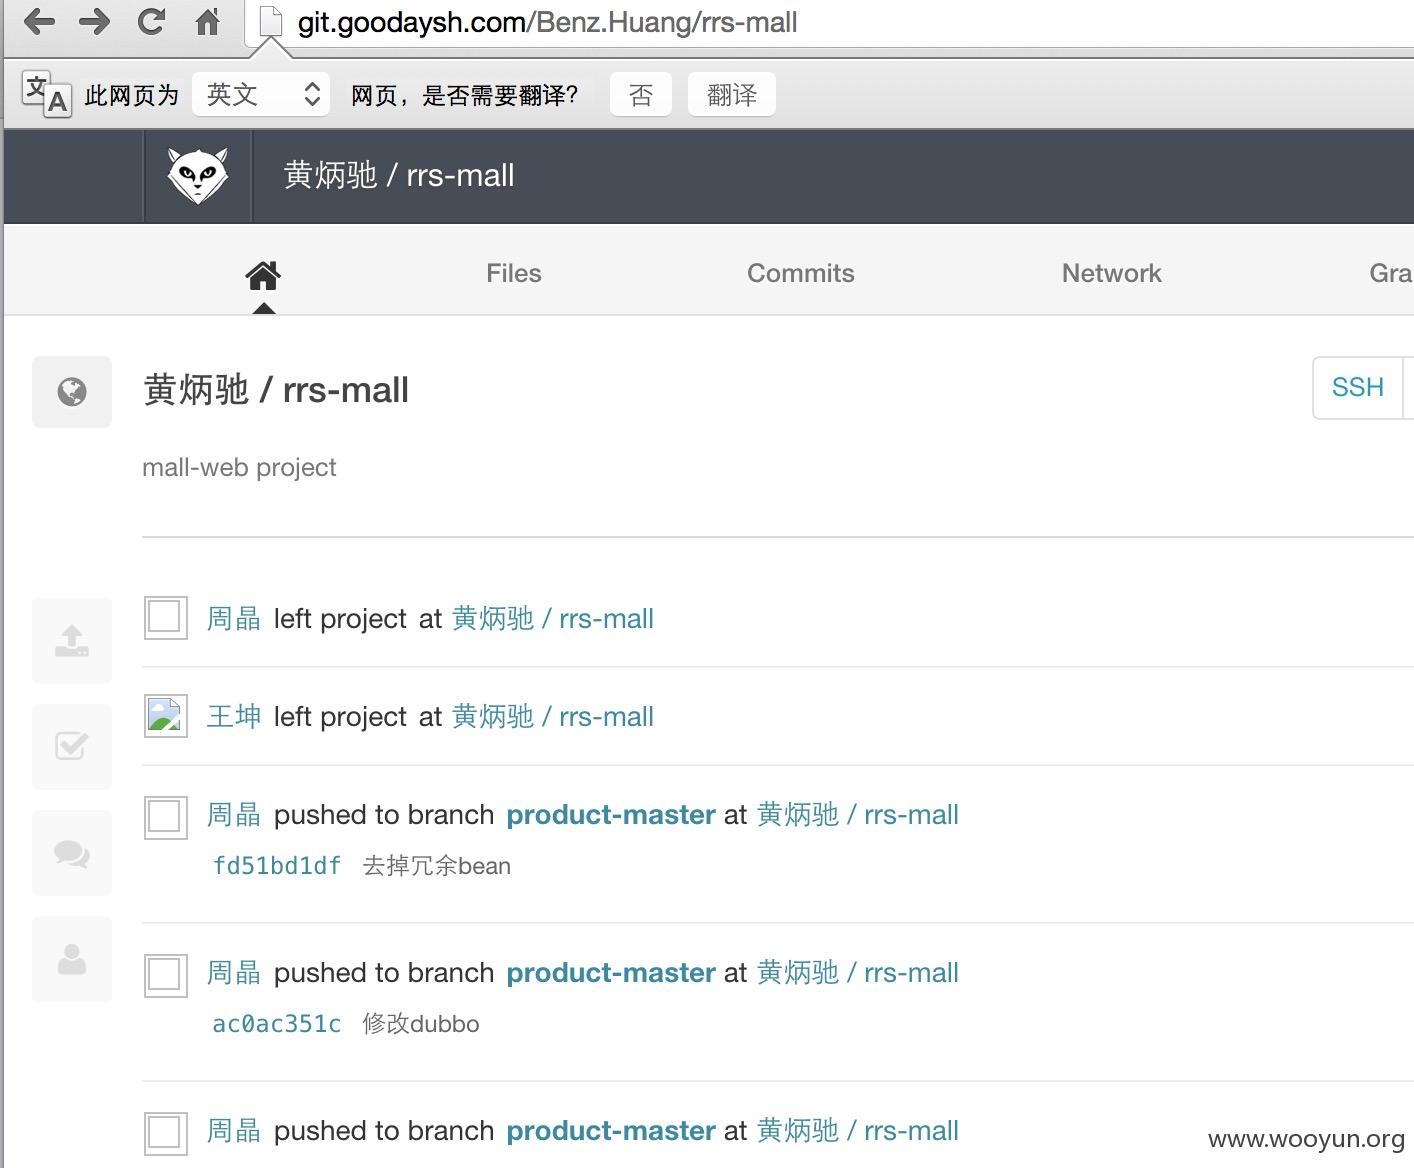 git.goodaysh.com/Benz.Huang/rrs-mall
此网页为 英文 网页，是否需要翻译? 否 翻译
黄炳驰 / rrs-mall
Files Commits Network Gra
黄炳驰 / rrs-mall SSH
mall-web project
周晶 left project at 黄炳驰 / rrs-mall
王坤 left project at 黄炳驰 / rrs-mall
周晶 pushed to branch product-master at 黄炳驰 / rrs-mall
fd51bd1df 去掉冗余bean
周晶 pushed to branch product-master at 黄炳驰 / rrs-mall
ac0ac351c 修改dubbo
周晶 pushed to branch product-master at 黄炳驰 / rrs-mall
www.wooyun.org